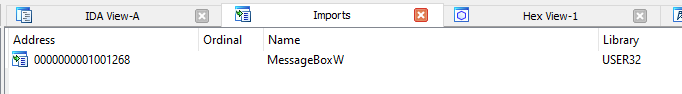 IDA View-A Imports Hex View-1
Address Ordinal Name Library
0000000001001268 MessageBoxW USER32